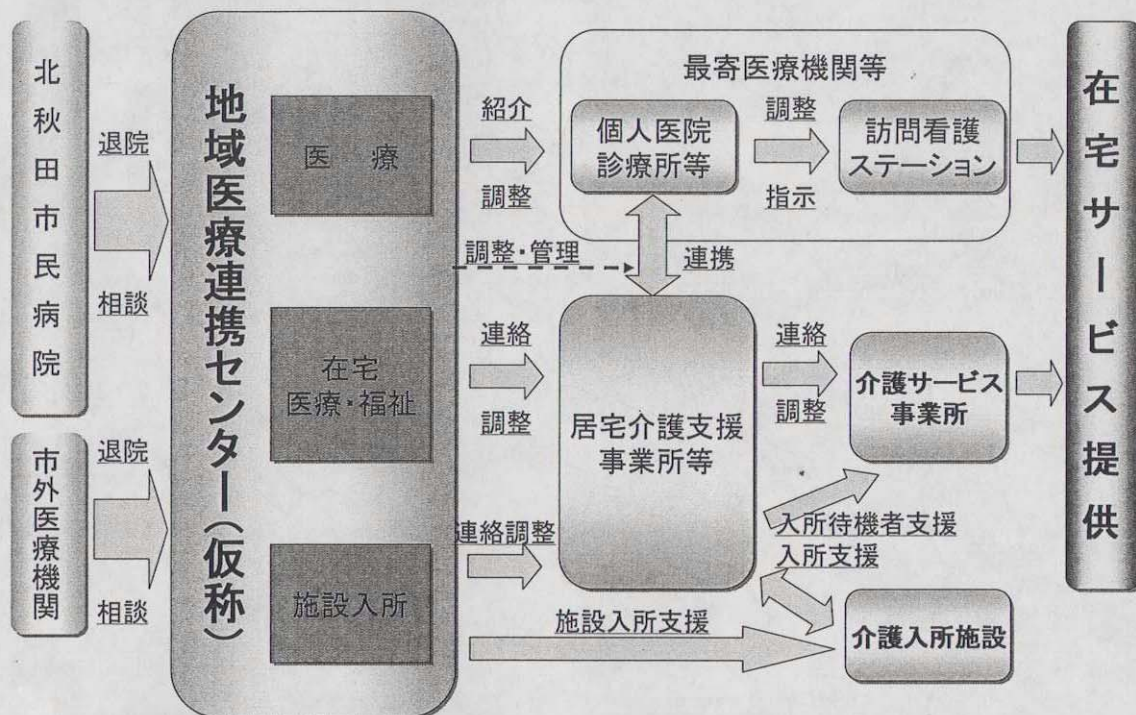 北秋田市民病院
退院
相談
市外医療機関
退院
相談
地域医療連携センター(仮称)
医　療
在宅
医療・福祉
施設入所
紹介
調整
調整・管理
連絡
調整
連絡調整
施設入所支援
最寄医療機関等
個人医院
診療所等
調整
指示
訪問看護
ステーション
連携
居宅介護支援
事業所等
連絡
調整
介護サービス
事業所
入所待機者支援
入所支援
介護入所施設
在宅サービス提供